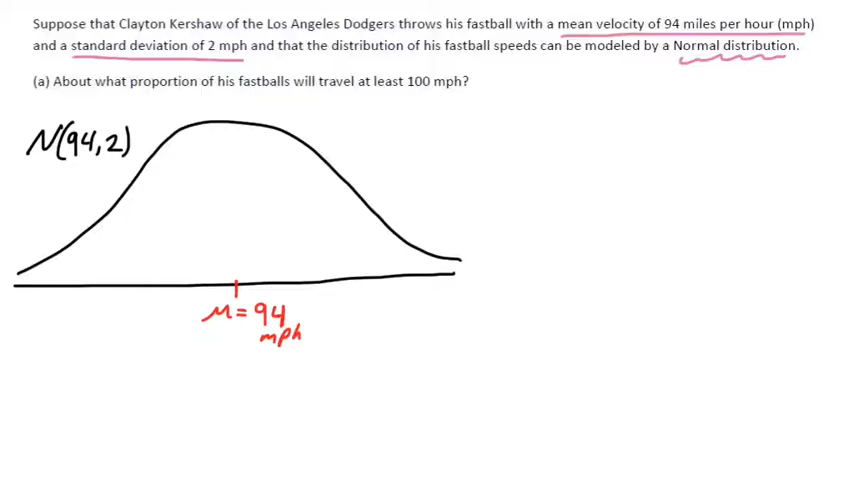 Suppose that Clayton Kershaw of the Los Angeles Dodgers throws his fastball with a mean velocity of 94 miles per hour (mph)
and a standard deviation of 2 mph and that the distribution of his fastball speeds can be modeled by a Normal distribution.
(a) About what proportion of his fastballs will travel at least 100 mph?
N(94,2)
μ = 94
mph